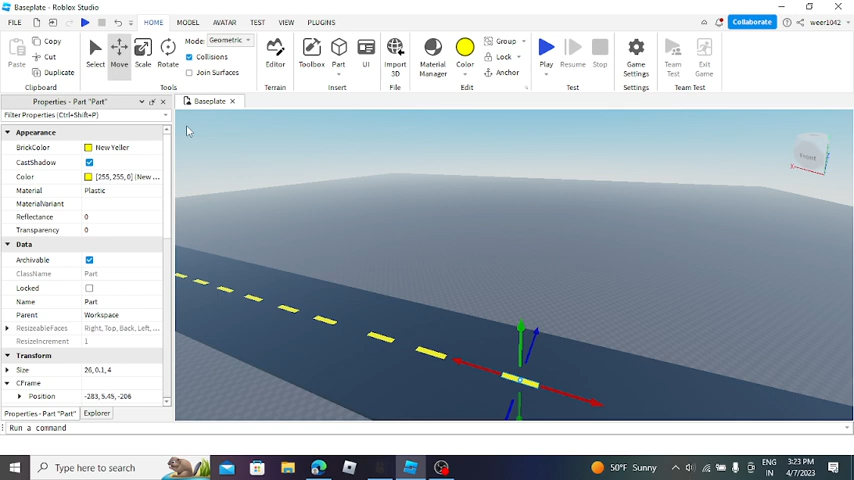 Baseplate - Roblox Studio
FILE HOME MODEL AVATAR TEST VIEW PLUGINS Collaborate weer1042
Paste Copy Cut Duplicate Select Move Scale Rotate Mode: Geometric Collisions Join Surfaces Editor Toolbox Part UI Import 3D Material Manager Color Group Lock Anchor Play Resume Stop Game Settings Team Test Exit Game
Clipboard Tools Terrain Insert File Edit Test Settings Team Test
Properties - Part "Part" Baseplate
Filter Properties (Ctrl+Shift+P)
Appearance
BrickColor New Yeller
CastShadow
Color [255, 255, 0] (New ...
Material Plastic
MaterialVariant
Reflectance 0
Transparency 0
Data
Archivable
ClassName Part
Locked
Name Part
Parent Workspace
ResizeableFaces Right, Top, Back, Left, ...
ResizeIncrement 1
Transform
Size 26, 0.1, 4
CFrame
Position -283, 5.45, -206
Front
X
Properties - Part "Part" Explorer
Run a command
Type here to search 50°F Sunny ENG IN 3:23 PM 4/7/2023